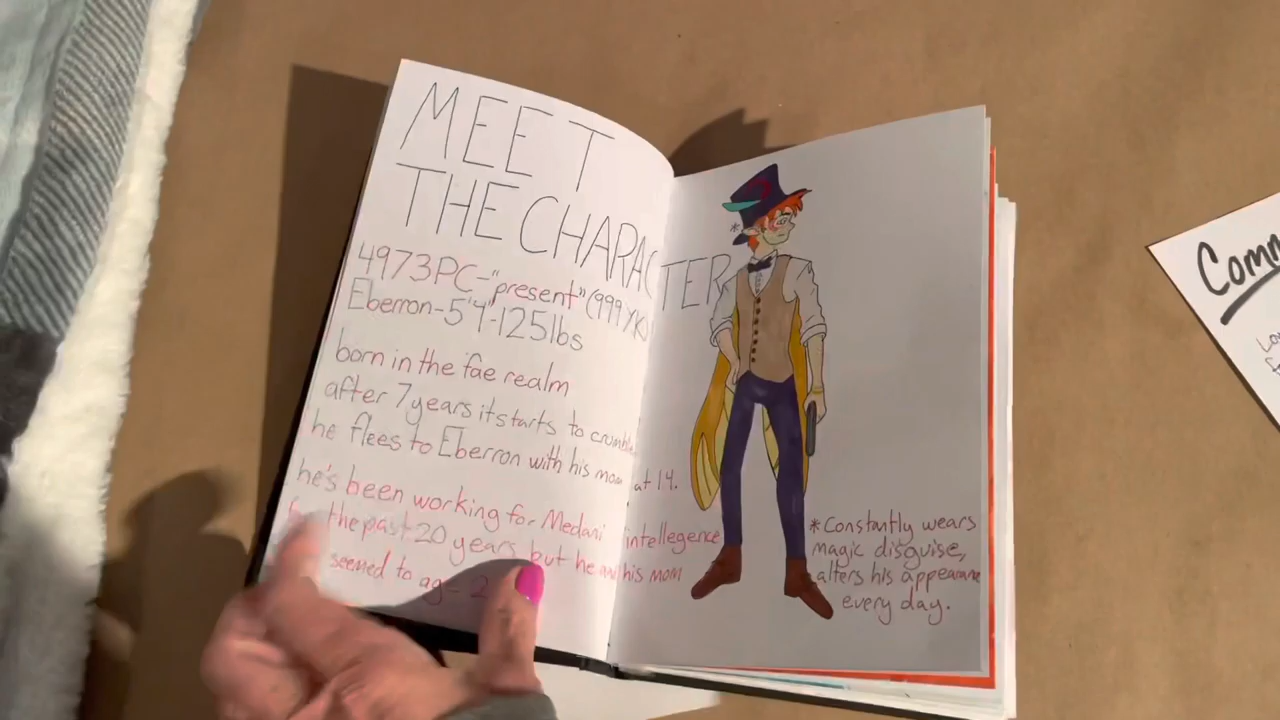 MEET
THE CHARACTER
4973PC-"present" (999 YK)
Eberron-5'4"-125lbs
born in the fae realm
after 7 years it starts to crumble
he flees to Eberron with his mom at 14.
he's been working for Medani intellegence
the past 20 years but he and his mom
seemed to age 2
*
*Constantly wears
magic disguise,
alters his appearance
every day.
Comm